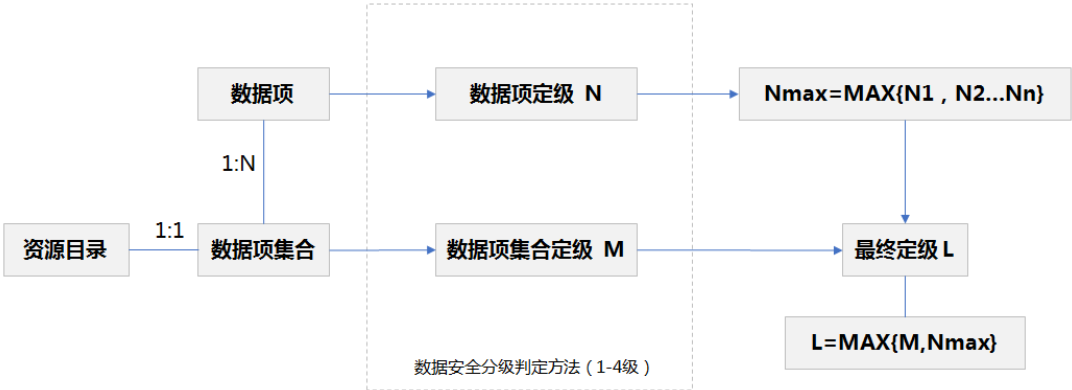 数据项
数据项定级 N
Nmax=MAX{N1，N2...Nn}
1:N
1:1
资源目录
数据项集合
数据项集合定级 M
最终定级 L
L=MAX{M,Nmax}
数据安全分级判定方法（1-4级）